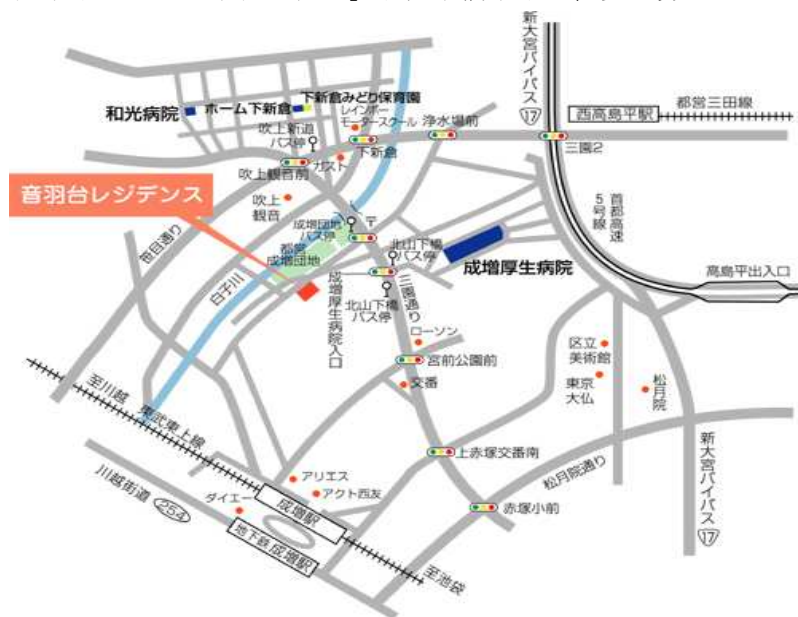 新大宮バイパス
17
西高島平駅
都営三田線
和光病院
ホーム下新倉
下新倉みどり保育園
レインボー
モータースクール
浄水場前
吹上新道
バス停
下新倉
三園2
ガスト
吹上観音前
音羽台レジデンス
吹上
観音
成増団地
バス停
〒
首都高速
5号線
都営
成増団地
北山下橋
バス停
成増厚生病院
笹目通り
白子川
成増厚生病院入口
北山下橋
バス停
三園通り
高島平出入口
ローソン
宮前公園前
区立
美術館
交番
東京
大仏
松月院
至川越
東武東上線
上赤塚交番南
松月院通り
新大宮バイパス
17
川越街道
254
アリエス
アクト西友
ダイエー
成増駅
赤塚小前
地下鉄成増駅
至池袋